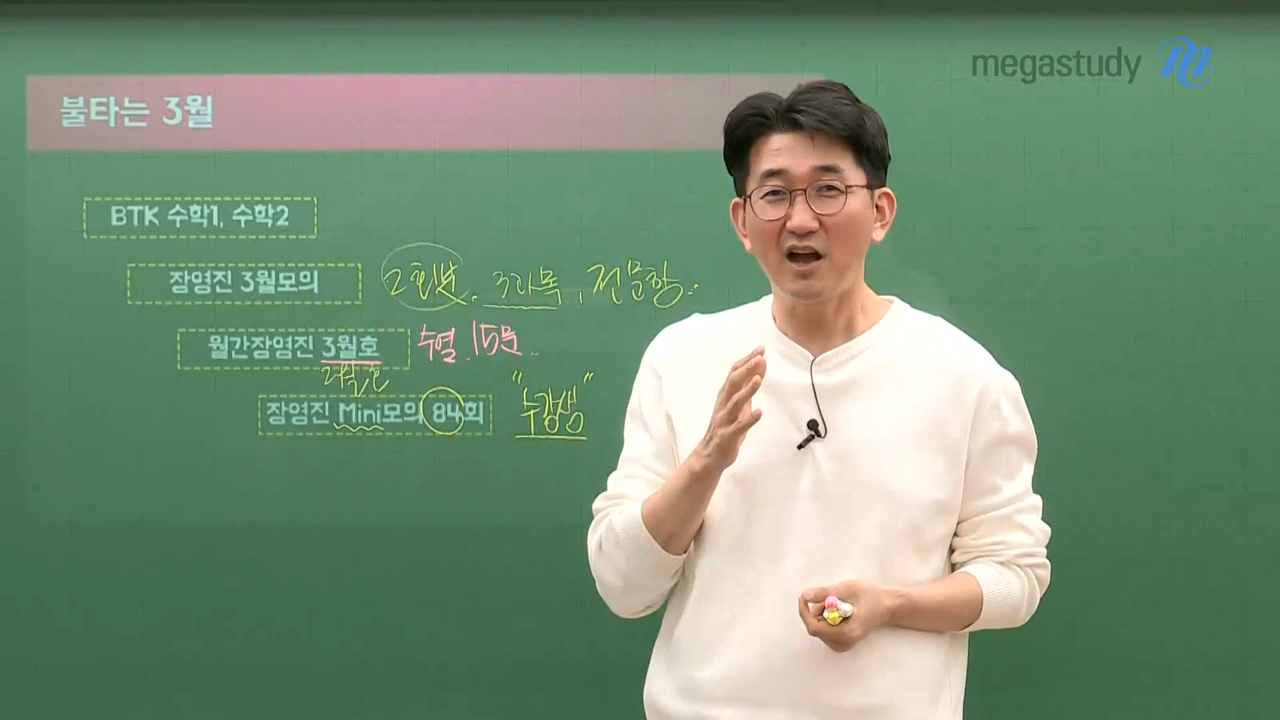 megastudy
불타는 3월
BTK 수학1, 수학2
장영진 3월모의 2회분, 3과목, 전문항..
월간장영진 3월호 수열 15문..
2월호
장영진 Mini모의 84회 "수강생"